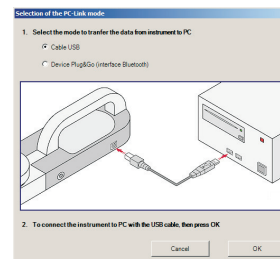 Selection of the PC-Link mode
1. Select the mode to tranfer the data from instrument to PC
Cable USB
Device Plug&Go (interface Bluetooth)
2. To connect the instrument to PC with the USB cable, then press OK
Cancel
OK